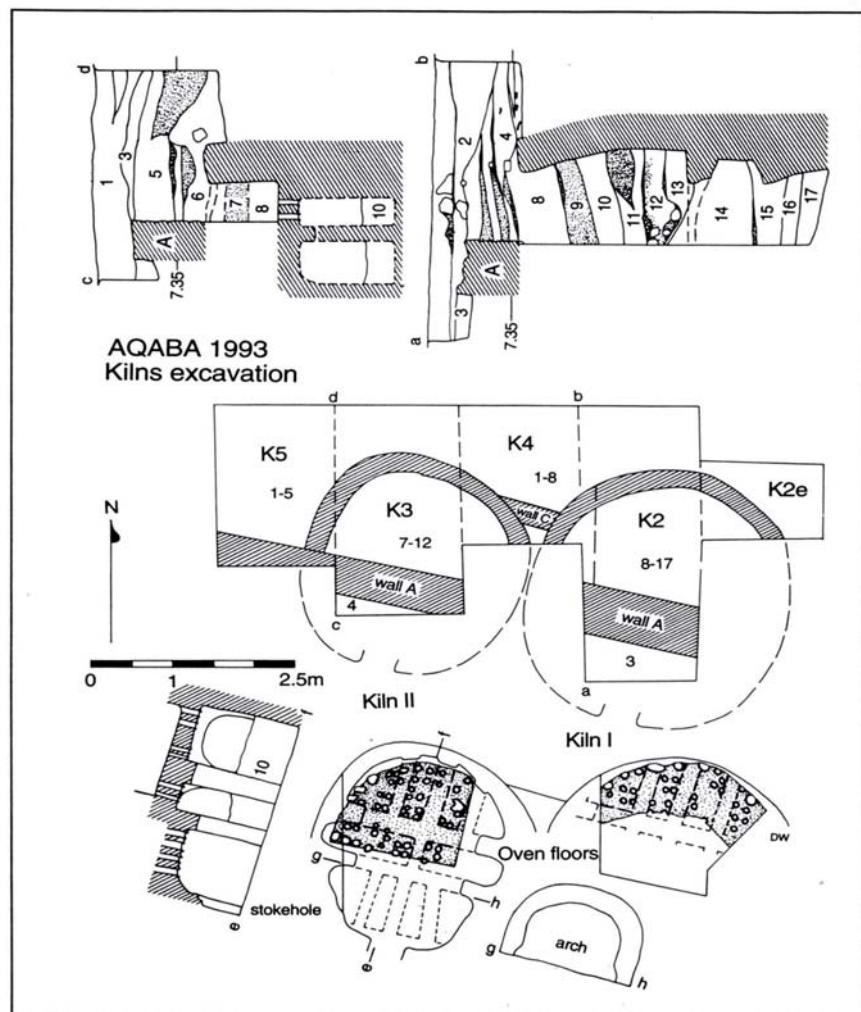 d
1
3
5
6
7
8
10
A
c
7.35
b
2
4
8
9
10
11
12
13
14
15
16
17
A
3
a
7.35
AQABA 1993
Kilns excavation
d
b
K5
1-5
K4
1-8
wall C
K2e
K3
7-12
K2
8-17
wall A
wall A
4
c
3
a
N
0 1 2.5m
Kiln II
Kiln I
f
10
e
stokehole
f
g
h
e
Oven floors
DW
arch
g
h